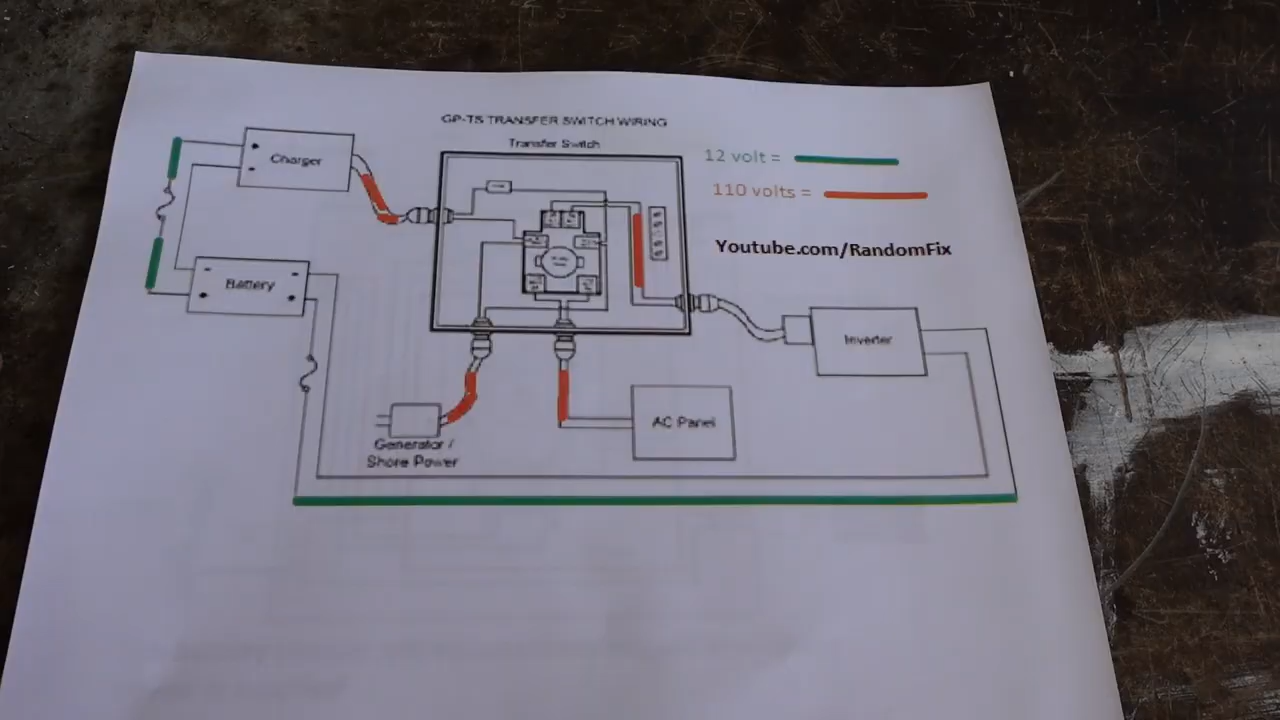 GP-TS TRANSFER SWITCH WIRING
Transfer Switch
12 volt =
110 volts =
Youtube.com/RandomFix
Charger
Battery
Inverter
AC Panel
Generator /
Shore Power